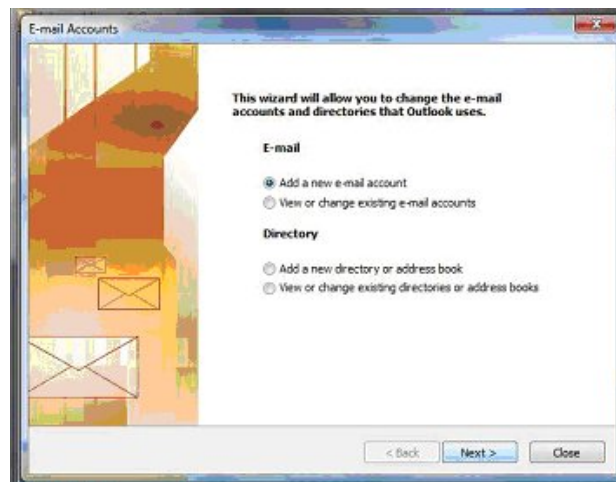 E-mail Accounts
This wizard will allow you to change the e-mail
accounts and directories that Outlook uses.
E-mail
Add a new e-mail account
View or change existing e-mail accounts
Directory
Add a new directory or address book
View or change existing directories or address books
< Back
Next >
Close